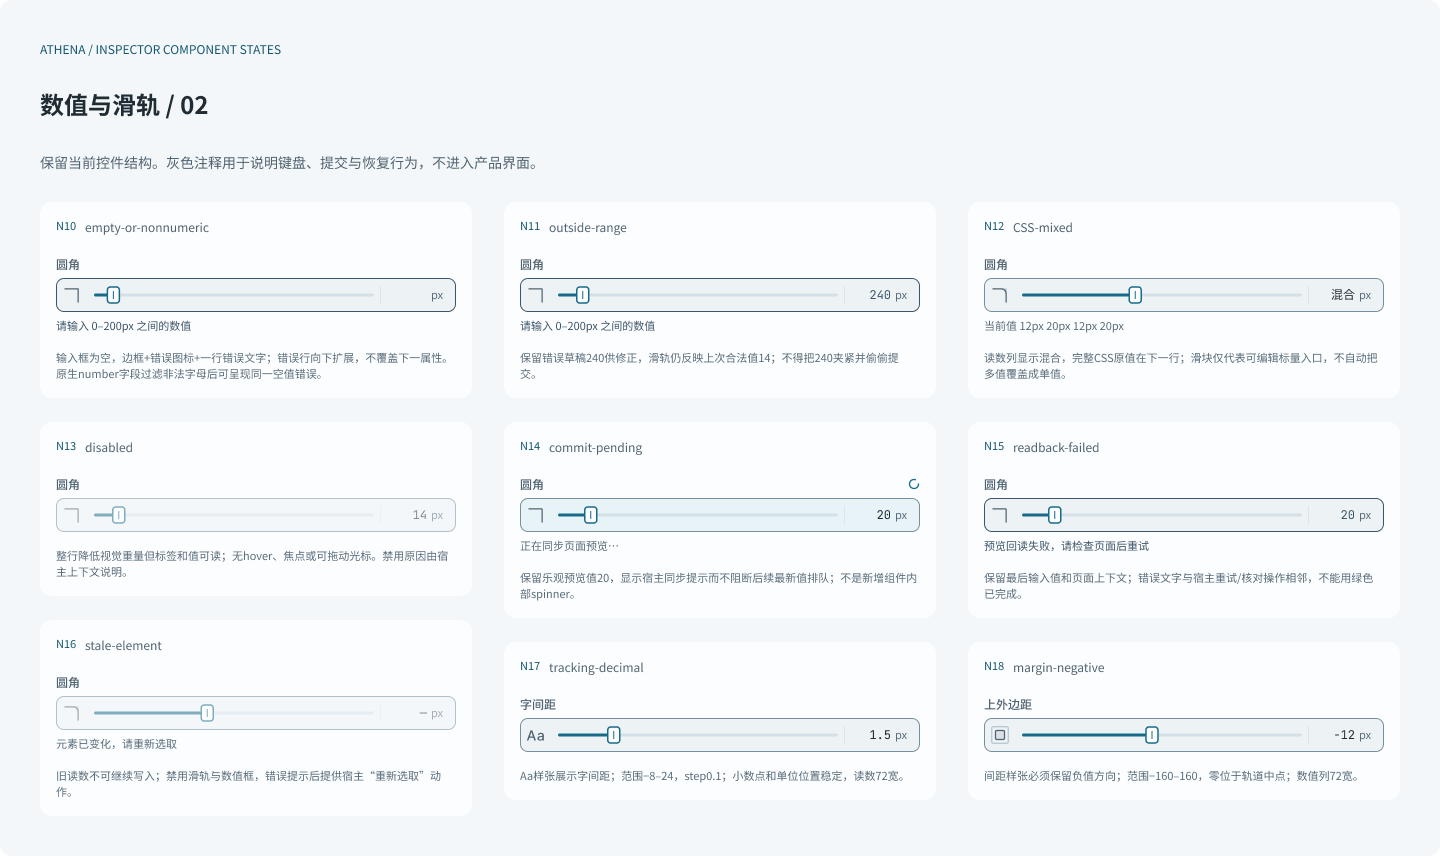 ATHENA / INSPECTOR COMPONENT STATES
数值与滑轨 / 02
保留当前控件结构。灰色注释用于说明键盘、提交与恢复行为，不进入产品界面。
N10 empty-or-nonnumeric
圆角
px
请输入 0–200px 之间的数值
输入框为空，边框+错误图标+一行错误文字；错误行向下扩展，不覆盖下一属性。
原生number字段过滤非法字母后可呈现同一空值错误。
N11 outside-range
圆角
240 px
请输入 0–200px 之间的数值
保留错误草稿240供修正，滑轨仍反映上次合法值14；不得把240夹紧并偷偷提
交。
N12 CSS-mixed
圆角
混合 px
当前值 12px 20px 12px 20px
读数列显示混合，完整CSS原值在下一行；滑块仅代表可编辑标量入口，不自动把
多值覆盖成单值。
N13 disabled
圆角
14 px
整行降低视觉重量但标签和值可读；无hover、焦点或可拖动光标。禁用原因由宿
主上下文说明。
N14 commit-pending
圆角
20 px
正在同步页面预览…
保留乐观预览值20，显示宿主同步提示而不阻断后续最新值排队；不是新增组件内
部spinner。
N15 readback-failed
圆角
20 px
预览回读失败，请检查页面后重试
保留最后输入值和页面上下文；错误文字与宿主重试/核对操作相邻，不能用绿色
已完成。
N16 stale-element
圆角
— px
元素已变化，请重新选取
旧读数不可继续写入；禁用滑轨与数值框，错误提示后提供宿主“重新选取”动
作。
N17 tracking-decimal
字间距
Aa 1.5 px
Aa样张展示字间距；范围−8–24，step0.1；小数点和单位位置稳定，读数72宽。
N18 margin-negative
上外边距
-12 px
间距样张必须保留负值方向；范围−160–160，零位于轨道中点；数值列72宽。